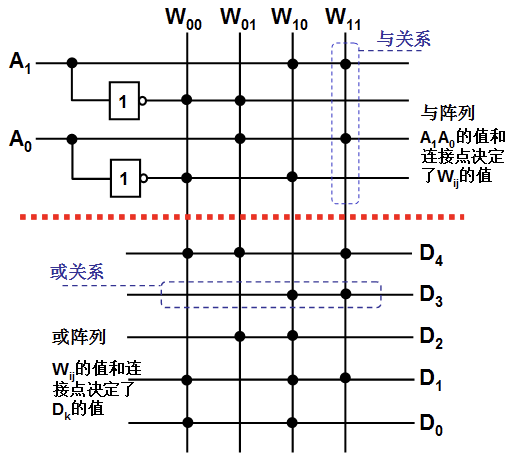 W00 W01 W10 W11
与关系
A1
1
与阵列
A0
A1A0的值和
连接点决定
了Wij的值
1
D4
或关系
D3
或阵列
D2
Wij的值和连
接点决定了
Dk的值
D1
D0